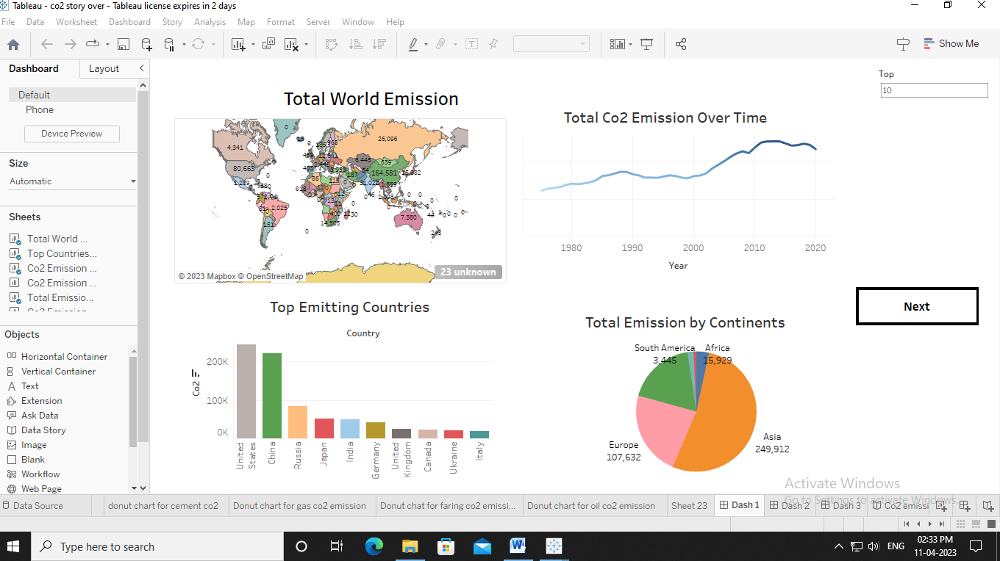 Tableau - co2 story over - Tableau license expires in 2 days
File Data Worksheet Dashboard Story Analysis Map Format Server Window Help
Show Me
Dashboard Layout
Default
Phone
Device Preview
Size
Automatic
Sheets
Total World ...
Top Countries...
Co2 Emission ...
Co2 Emission ...
Total Emissio...
Objects
Horizontal Container
Vertical Container
Text
Extension
Ask Data
Data Story
Image
Blank
Workflow
Web Page
Total World Emission
0
26,096
4,341
80,663
6,445
639
164,581
2,025
151
7,580
14,505
243
© 2023 Mapbox © OpenStreetMap
23 unknown
Total Co2 Emission Over Time
1980 1990 2000 2010 2020
Year
Top
10
Next
Top Emitting Countries
Country
Co2
200K
100K
0K
United States
China
Russia
Japan
India
Germany
United Kingdom
Canada
Ukraine
Italy
Total Emission by Continents
South America
3,445
Africa
15,929
Asia
249,912
Europe
107,632
Activate Windows
Go to Settings to activate Windows.
Data Source donut chart for cement co2 Donut chart for gas co2 emission Donut chat for faring co2 emissi... Donut chart for oil co2 emission Sheet 23 Dash 1 Dash 2 Dash 3 Co2 emissi
Type here to search
ENG
02:33 PM
11-04-2023